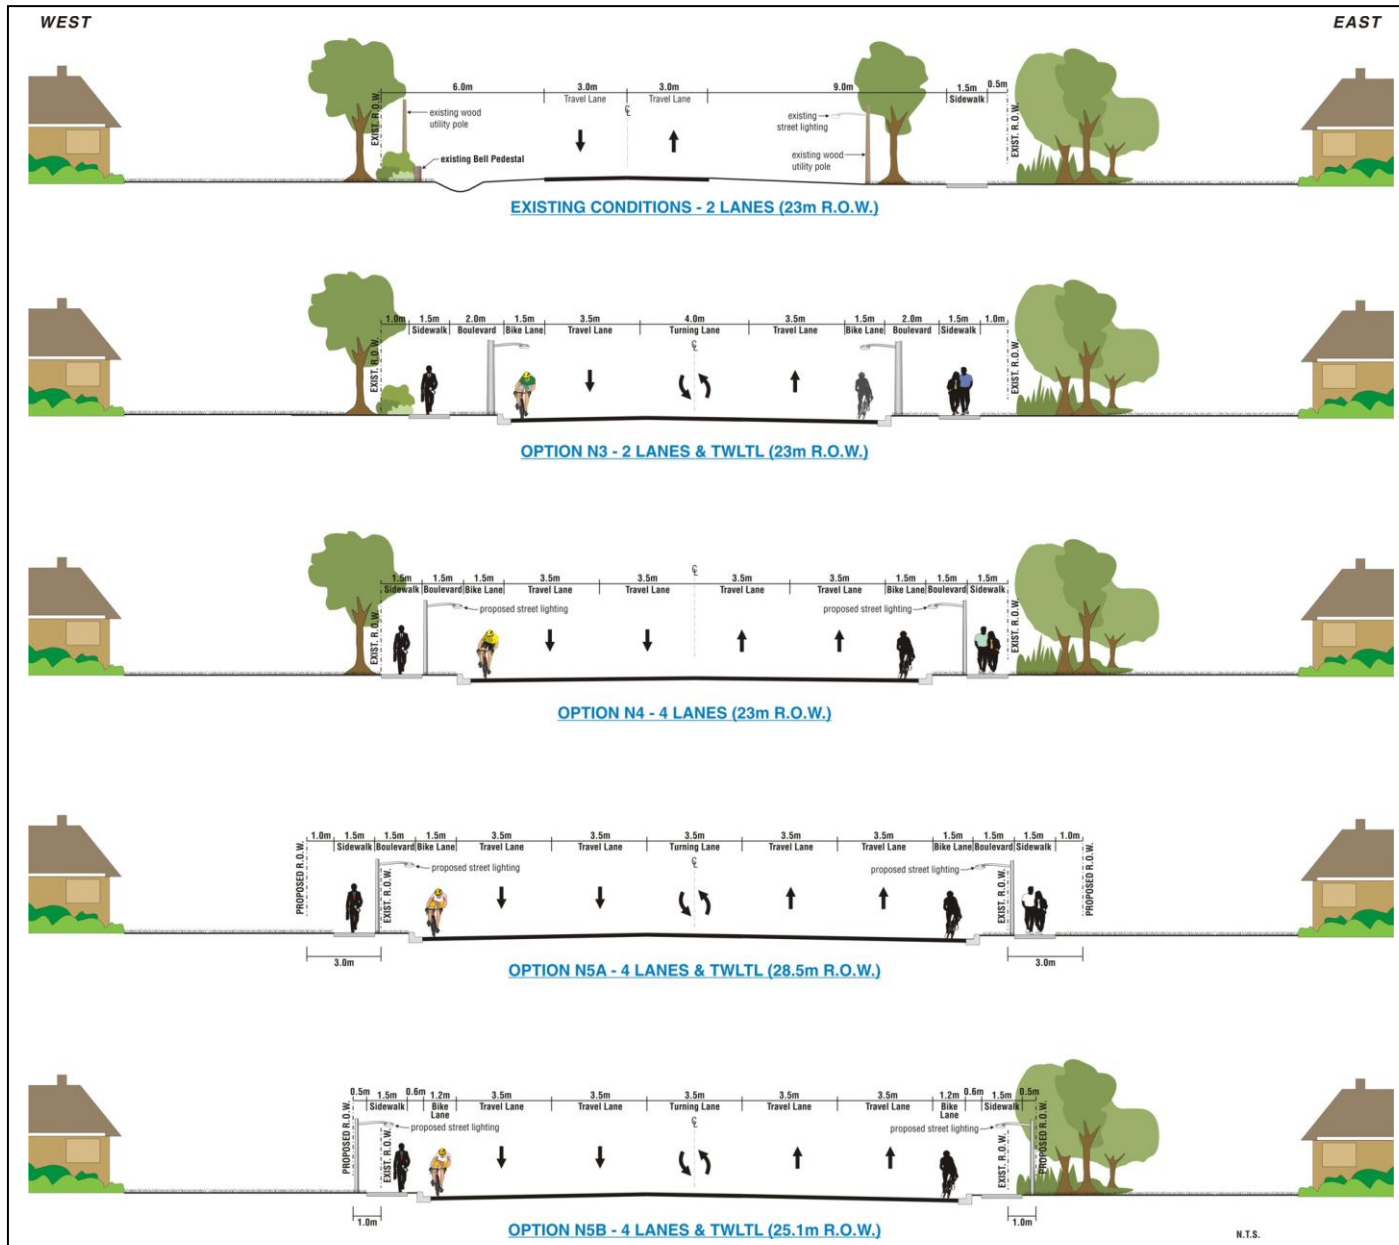 WEST
EAST
6.0m 3.0m 3.0m 9.0m 1.5m 0.5m
Travel Lane Travel Lane Sidewalk
EXIST. R.O.W.
existing wood
utility pole
existing Bell Pedestal
℄
existing
street lighting
existing wood
utility pole
EXIST. R.O.W.
EXISTING CONDITIONS - 2 LANES (23m R.O.W.)
1.0m 1.5m 2.0m 1.5m 3.5m 4.0m 3.5m 1.5m 2.0m 1.5m 1.0m
Sidewalk Boulevard Bike Lane Travel Lane Turning Lane Travel Lane Bike Lane Boulevard Sidewalk
EXIST. R.O.W.
℄
EXIST. R.O.W.
OPTION N3 - 2 LANES & TWLTL (23m R.O.W.)
℄
1.5m 1.5m 1.5m 3.5m 3.5m 3.5m 3.5m 1.5m 1.5m 1.5m
Sidewalk Boulevard Bike Lane Travel Lane Travel Lane Travel Lane Travel Lane Bike Lane Boulevard Sidewalk
EXIST. R.O.W.
proposed street lighting
proposed street lighting
EXIST. R.O.W.
OPTION N4 - 4 LANES (23m R.O.W.)
1.0m 1.5m 1.5m 1.5m 3.5m 3.5m 3.5m 3.5m 3.5m 1.5m 1.5m 1.5m 1.0m
Sidewalk Boulevard Bike Lane Travel Lane Travel Lane Turning Lane Travel Lane Travel Lane Bike Lane Boulevard Sidewalk
PROPOSED R.O.W.
EXIST. R.O.W.
proposed street lighting
℄
proposed street lighting
EXIST. R.O.W.
PROPOSED R.O.W.
3.0m
3.0m
OPTION N5A - 4 LANES & TWLTL (28.5m R.O.W.)
0.5m 1.5m 0.6m 1.2m 3.5m 3.5m 3.5m 3.5m 3.5m 1.2m 0.6m 1.5m 0.5m
Sidewalk Bike Lane Travel Lane Travel Lane Turning Lane Travel Lane Travel Lane Bike Lane Sidewalk
PROPOSED R.O.W.
EXIST. R.O.W.
proposed street lighting
℄
proposed street lighting
EXIST. R.O.W.
PROPOSED R.O.W.
1.0m
1.0m
OPTION N5B - 4 LANES & TWLTL (25.1m R.O.W.)
N.T.S.